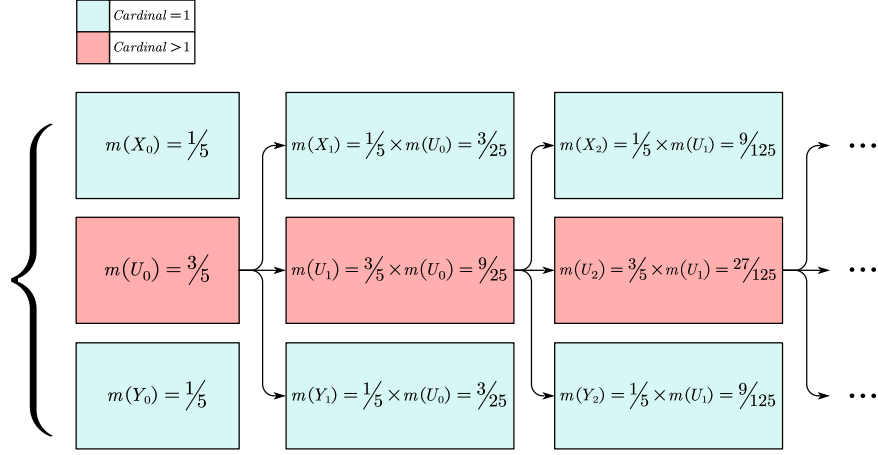 Cardinal = 1
Cardinal > 1
m(X₀) = 1/5
m(X₁) = 1/5 × m(U₀) = 3/25
m(X₂) = 1/5 × m(U₁) = 9/125
...
m(U₀) = 3/5
m(U₁) = 3/5 × m(U₀) = 9/25
m(U₂) = 3/5 × m(U₁) = 27/125
...
m(Y₀) = 1/5
m(Y₁) = 1/5 × m(U₀) = 3/25
m(Y₂) = 1/5 × m(U₁) = 9/125
...